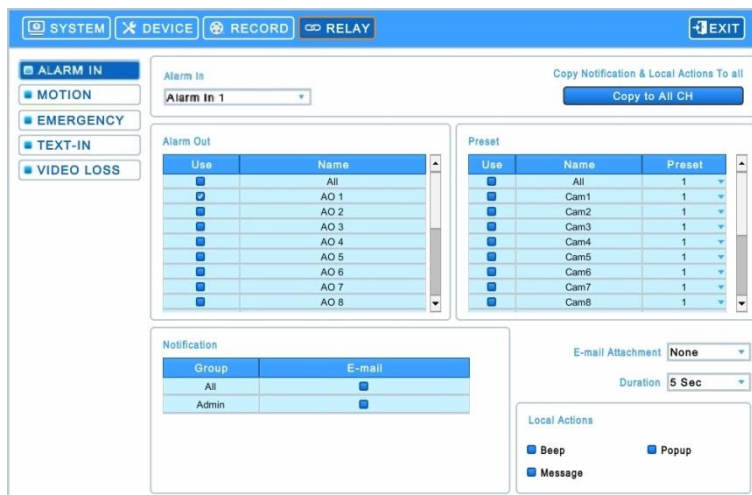 SYSTEM DEVICE RECORD RELAY EXIT
ALARM IN
MOTION
EMERGENCY
TEXT-IN
VIDEO LOSS
Alarm In
Alarm In 1
Copy Notification & Local Actions To all
Copy to All CH
Alarm Out
Use Name
All
AO 1
AO 2
AO 3
AO 4
AO 5
AO 6
AO 7
AO 8
Preset
Use Name Preset
All 1
Cam1 1
Cam2 1
Cam3 1
Cam4 1
Cam5 1
Cam6 1
Cam7 1
Cam8 1
Notification
Group E-mail
All
Admin
E-mail Attachment None
Duration 5 Sec
Local Actions
Beep Popup
Message